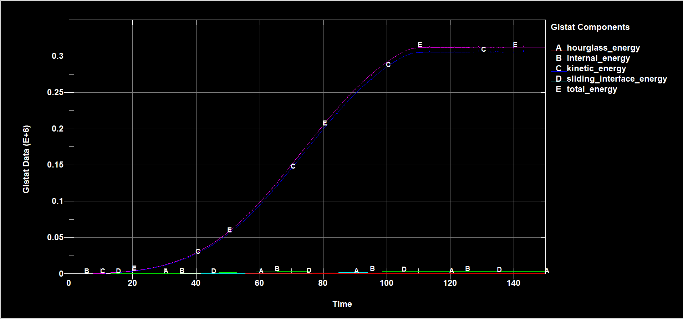 Glstat Components
A hourglass_energy
B internal_energy
C kinetic_energy
D sliding_interface_energy
E total_energy
Glstat Data (E+6)
0.3
0.25
0.2
0.15
0.1
0.05
0
E E E
C C
E
C
E
C
B C D E A B D A B D A B D A B D A
0 20 40 60 80 100 120 140
Time